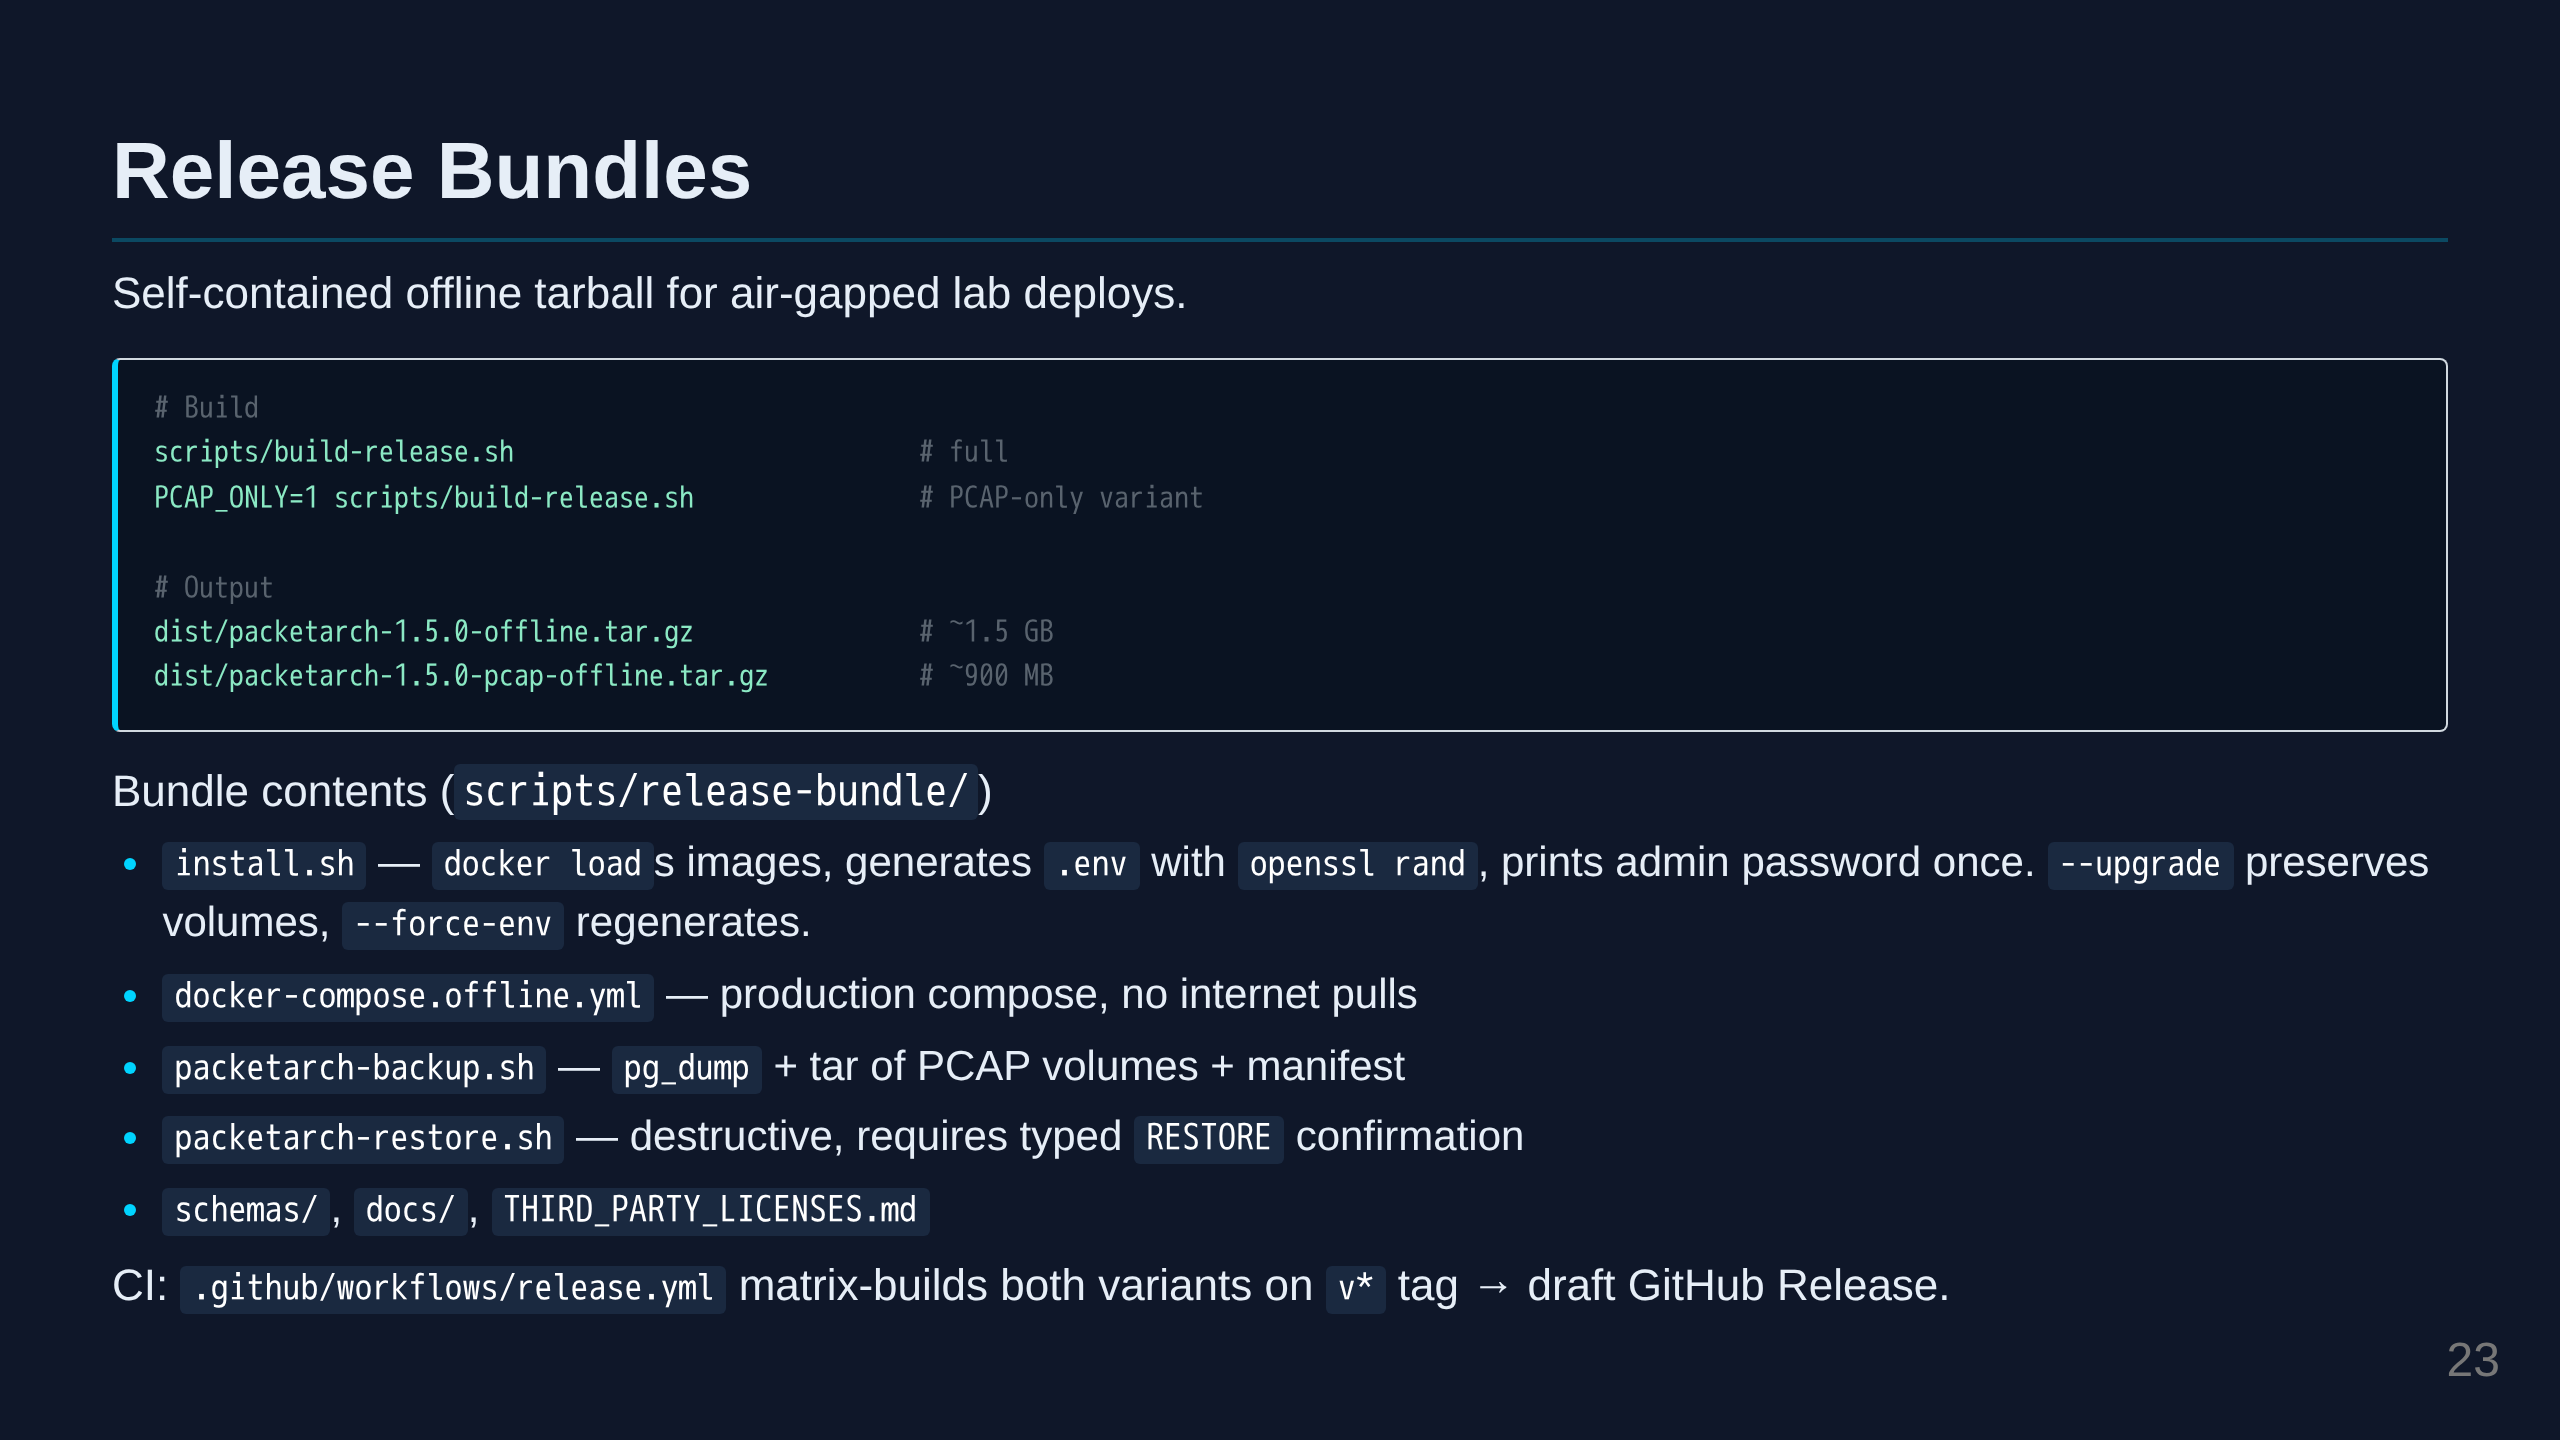 Release Bundles
Self-contained offline tarball for air-gapped lab deploys.
# Build
scripts/build-release.sh # full
PCAP_ONLY=1 scripts/build-release.sh # PCAP-only variant
# Output
dist/packetarch-1.5.0-offline.tar.gz # ~1.5 GB
dist/packetarch-1.5.0-pcap-offline.tar.gz # ~900 MB
Bundle contents (scripts/release-bundle/)
• install.sh — docker loads images, generates .env with openssl rand, prints admin password once. --upgrade preserves
volumes, --force-env regenerates.
• docker-compose.offline.yml — production compose, no internet pulls
• packetarch-backup.sh — pg_dump + tar of PCAP volumes + manifest
• packetarch-restore.sh — destructive, requires typed RESTORE confirmation
• schemas/, docs/, THIRD_PARTY_LICENSES.md
CI: .github/workflows/release.yml matrix-builds both variants on v* tag → draft GitHub Release.
23